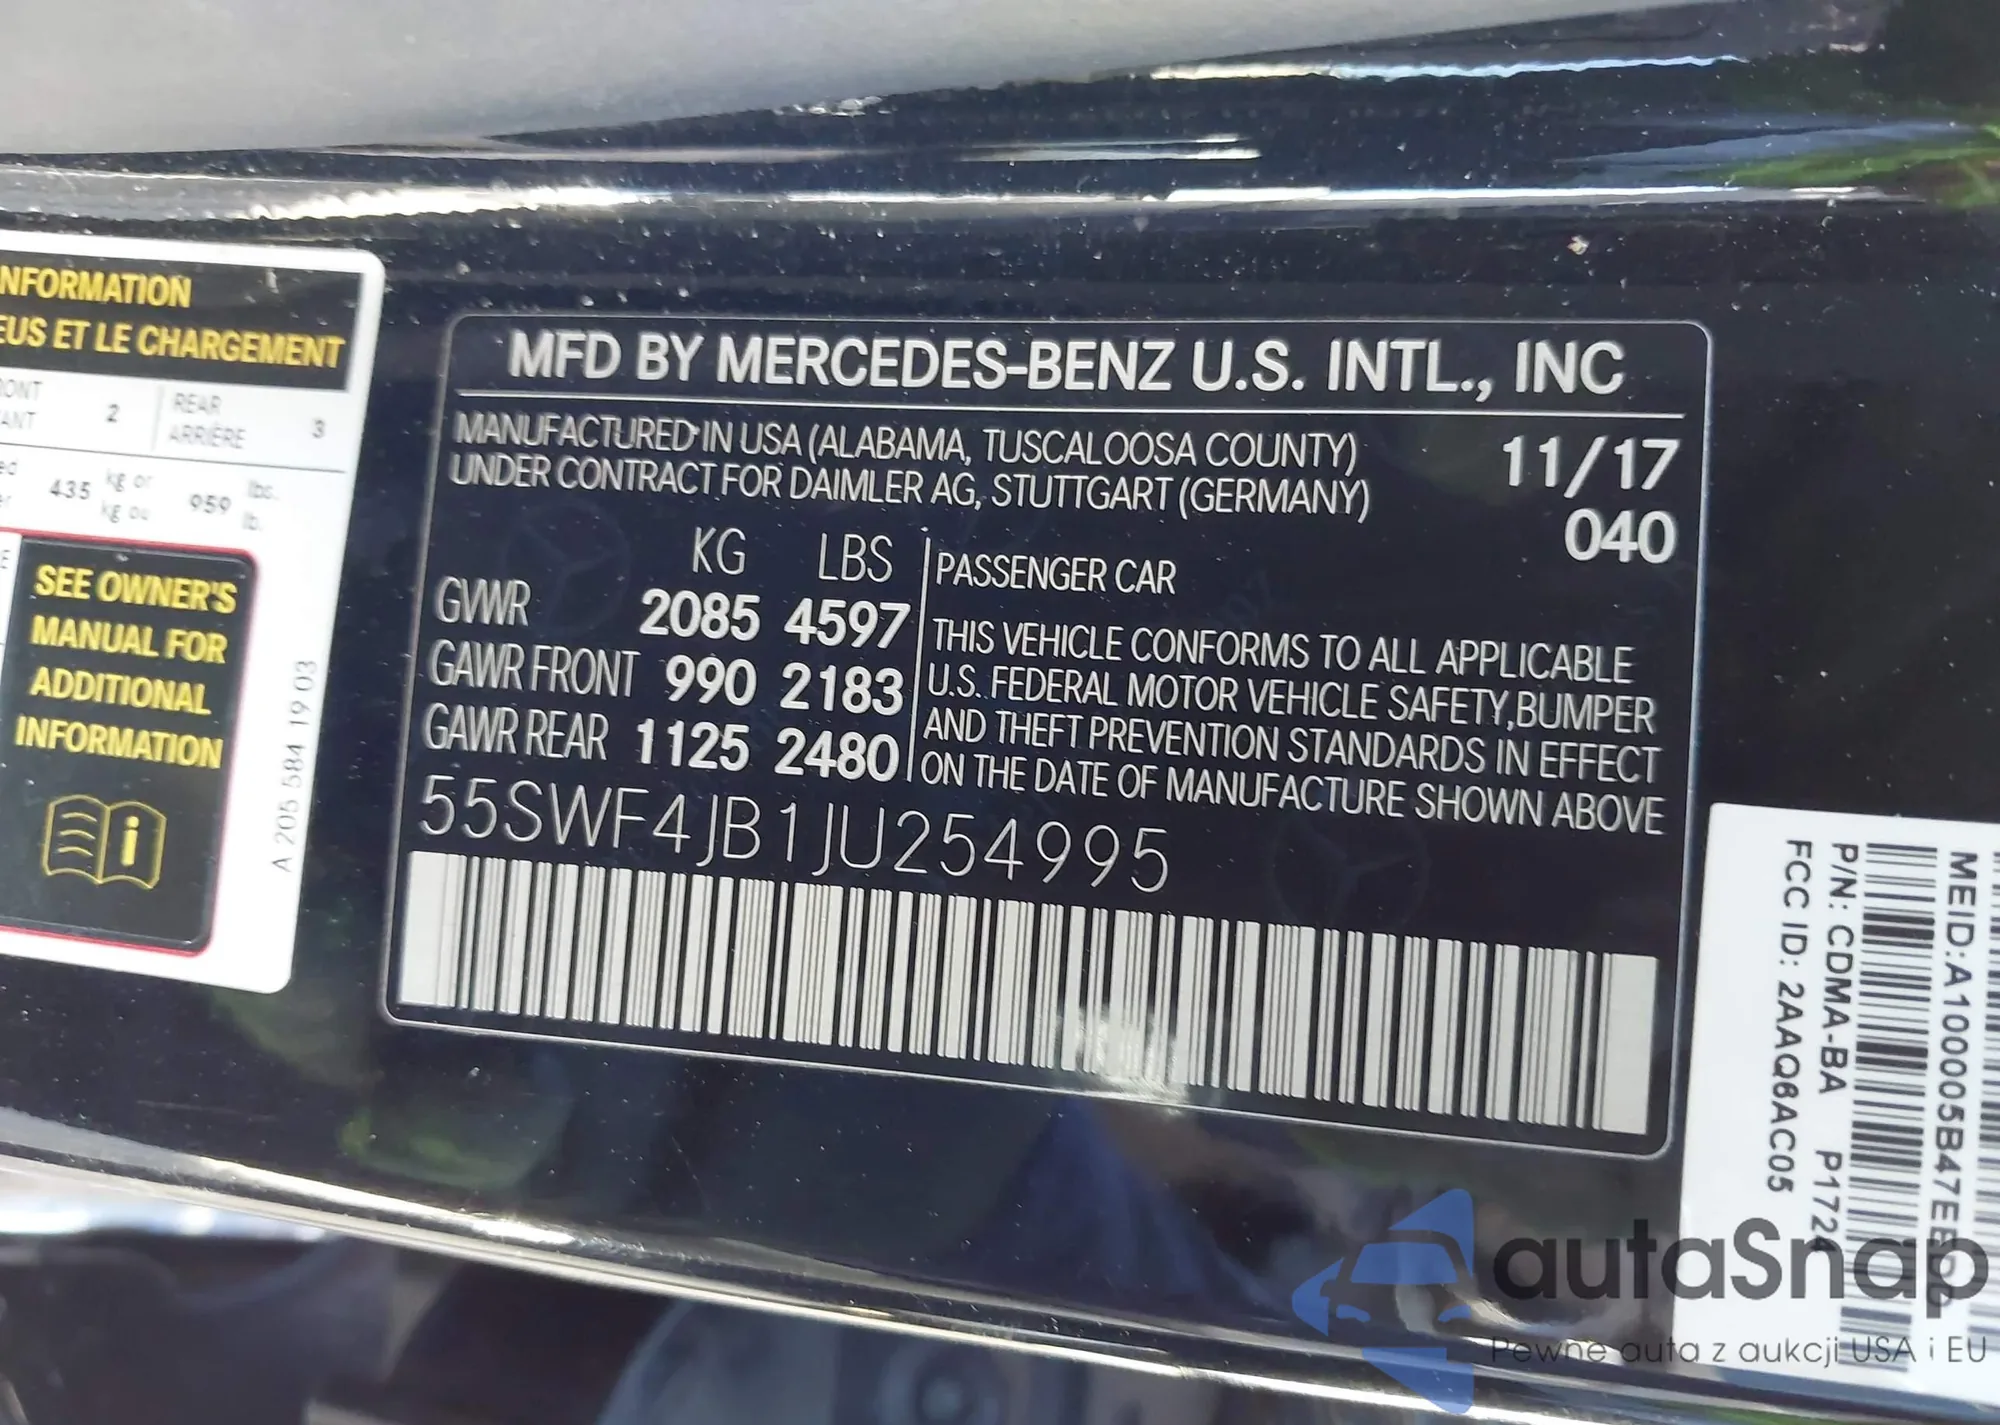 NFORMATION
EUS ET LE CHARGEMENT
RONT 2 REAR 3
ANT ARRIÈRE
435 kg or 959 lbs.
kg ou lb.
SEE OWNER'S
MANUAL FOR
ADDITIONAL
INFORMATION
A 205 584 19 03
MFD BY MERCEDES-BENZ U.S. INTL., INC
MANUFACTURED IN USA (ALABAMA, TUSCALOOSA COUNTY) 11/17
UNDER CONTRACT FOR DAIMLER AG, STUTTGART (GERMANY)
040
KG LBS
GVWR 2085 4597
GAWR FRONT 990 2183
GAWR REAR 1125 2480
PASSENGER CAR
THIS VEHICLE CONFORMS TO ALL APPLICABLE
U.S. FEDERAL MOTOR VEHICLE SAFETY, BUMPER
AND THEFT PREVENTION STANDARDS IN EFFECT
ON THE DATE OF MANUFACTURE SHOWN ABOVE
55SWF4JB1JU254995
P/N: CDMA-BA P1724
FCC ID: 2AAQ6AC05
autaSnap
Pewne auta z aukcji USA i EU